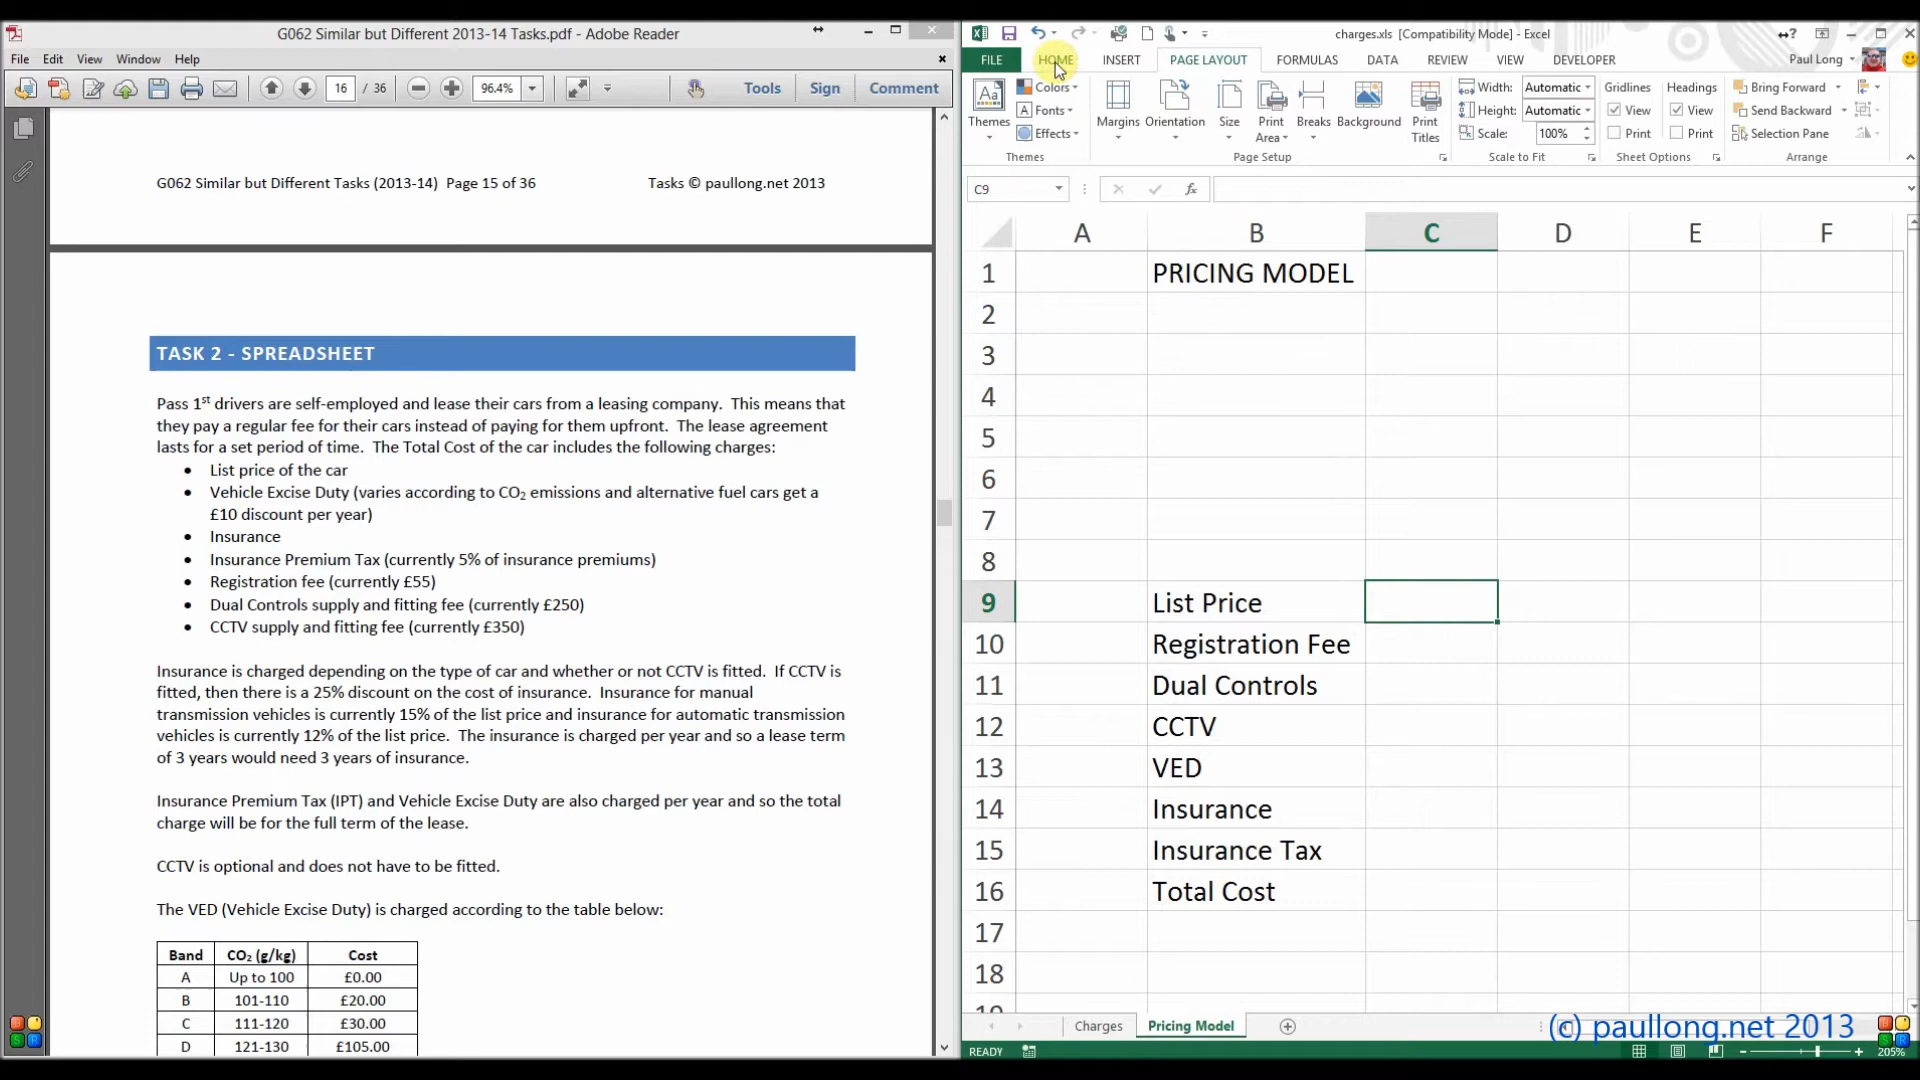 G062 Similar but Different 2013-14 Tasks.pdf - Adobe Reader
File Edit View Window Help
16 / 36 96.4% Tools Sign Comment
G062 Similar but Different Tasks (2013-14) Page 15 of 36 Tasks © paullong.net 2013
TASK 2 - SPREADSHEET
Pass 1st drivers are self-employed and lease their cars from a leasing company. This means that
they pay a regular fee for their cars instead of paying for them upfront. The lease agreement
lasts for a set period of time. The Total Cost of the car includes the following charges:
• List price of the car
• Vehicle Excise Duty (varies according to CO2 emissions and alternative fuel cars get a
£10 discount per year)
• Insurance
• Insurance Premium Tax (currently 5% of insurance premiums)
• Registration fee (currently £55)
• Dual Controls supply and fitting fee (currently £250)
• CCTV supply and fitting fee (currently £350)
Insurance is charged depending on the type of car and whether or not CCTV is fitted. If CCTV is
fitted, then there is a 25% discount on the cost of insurance. Insurance for manual
transmission vehicles is currently 15% of the list price and insurance for automatic transmission
vehicles is currently 12% of the list price. The insurance is charged per year and so a lease term
of 3 years would need 3 years of insurance.
Insurance Premium Tax (IPT) and Vehicle Excise Duty are also charged per year and so the total
charge will be for the full term of the lease.
CCTV is optional and does not have to be fitted.
The VED (Vehicle Excise Duty) is charged according to the table below:
Band CO2 (g/kg) Cost
A Up to 100 £0.00
B 101-110 £20.00
C 111-120 £30.00
D 121-130 £105.00
charges.xls [Compatibility Mode] - Excel
FILE HOME INSERT PAGE LAYOUT FORMULAS DATA REVIEW VIEW DEVELOPER Paul Long
Themes Colors Fonts Effects
Margins Orientation Size Print Area Breaks Background Print Titles
Width: Automatic Height: Automatic Scale: 100%
Gridlines View Print Headings View Print
Bring Forward Send Backward Selection Pane
Themes Page Setup Scale to Fit Sheet Options Arrange
C9
A B C D E F
1 PRICING MODEL
2
3
4
5
6
7
8
9 List Price
10 Registration Fee
11 Dual Controls
12 CCTV
13 VED
14 Insurance
15 Insurance Tax
16 Total Cost
17
18
Charges Pricing Model
(c) paullong.net 2013
READY 205%